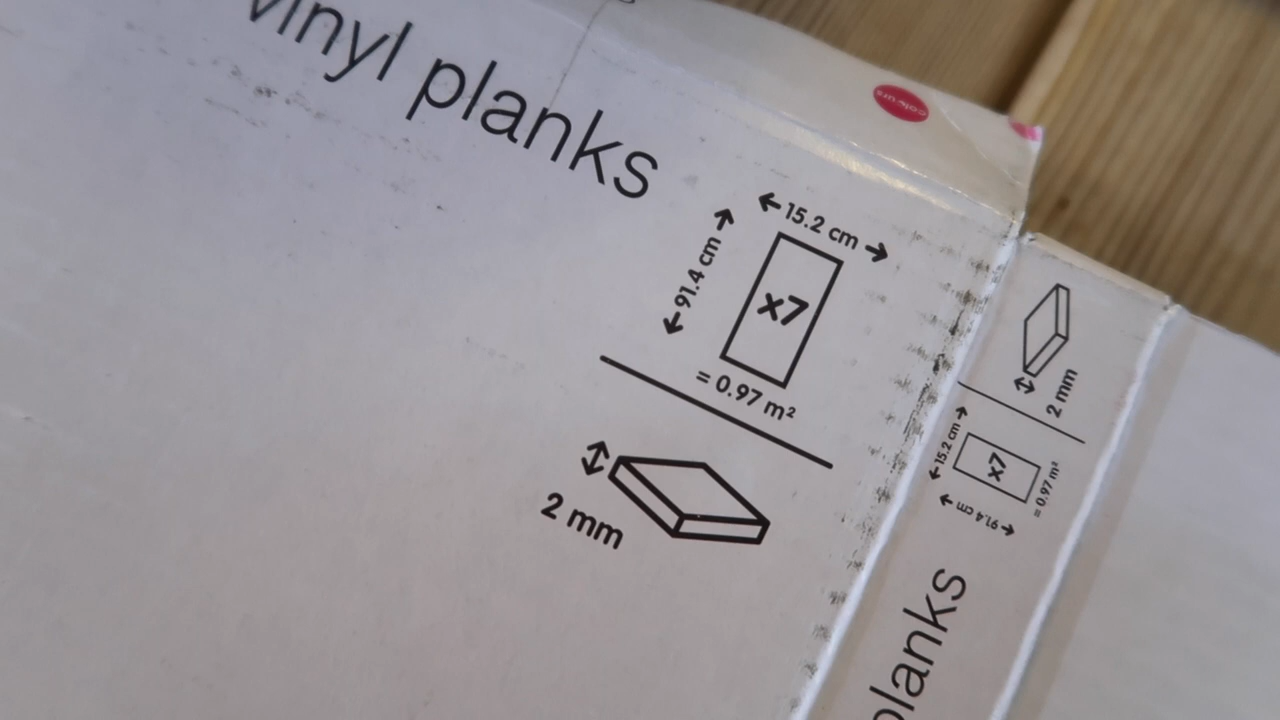 vinyl planks
colours
15.2 cm
91.4 cm
x7
= 0.97 m²
2 mm
2 mm
15.2 cm
x7
= 0.97 m²
91.4 cm
planks